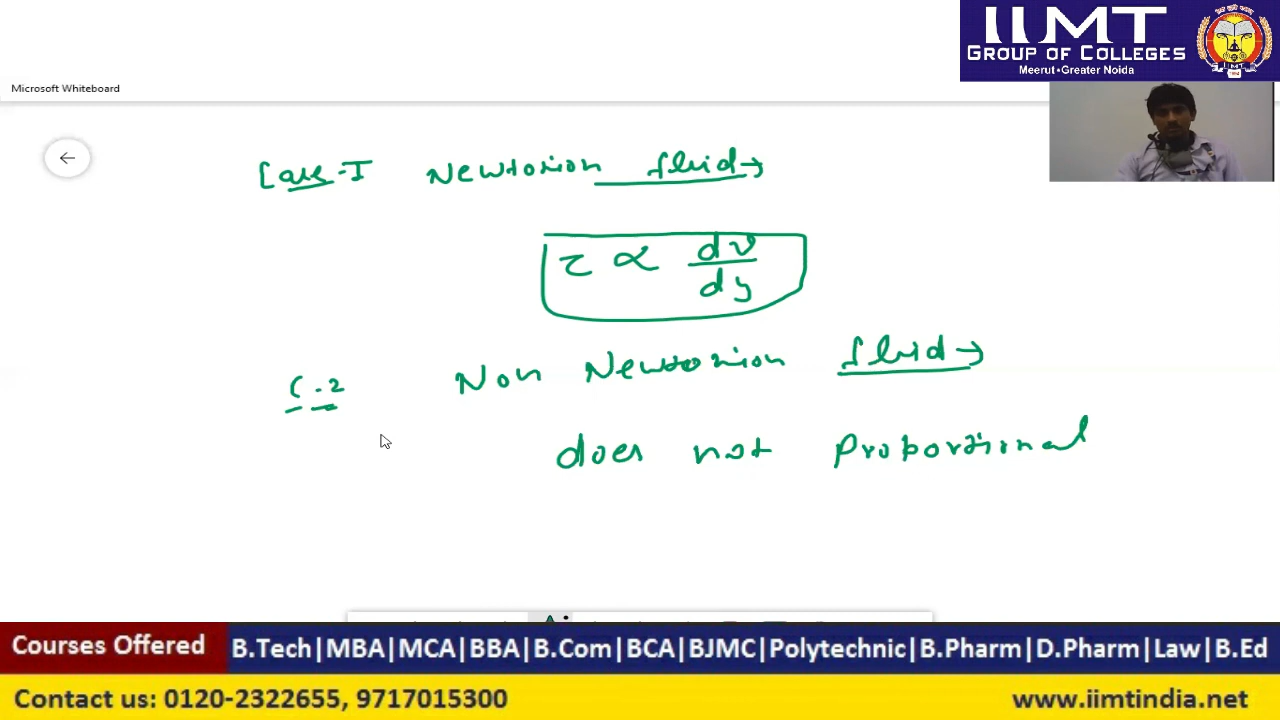 IIMT
GROUP OF COLLEGES
Meerut•Greater Noida
Microsoft Whiteboard
Case-I Newtonion fluid→
τ ∝ dv/dy
C.2 Non Newtonion fluid→
does not proportional
Courses Offered B.Tech|MBA|MCA|BBA|B.Com|BCA|BJMC|Polytechnic|B.Pharm|D.Pharm|Law|B.Ed
Contact us: 0120-2322655, 9717015300 www.iimtindia.net